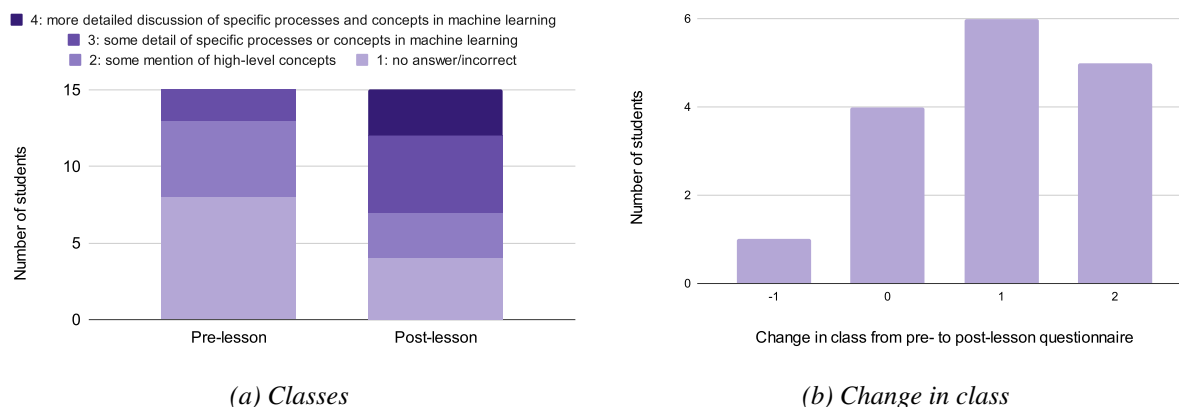 4: more detailed discussion of specific processes and concepts in machine learning
3: some detail of specific processes or concepts in machine learning
2: some mention of high-level concepts 1: no answer/incorrect
Number of students
15
10
5
0
Pre-lesson Post-lesson
(a) Classes
Number of students
6
4
2
0
-1 0 1 2
Change in class from pre- to post-lesson questionnaire
(b) Change in class